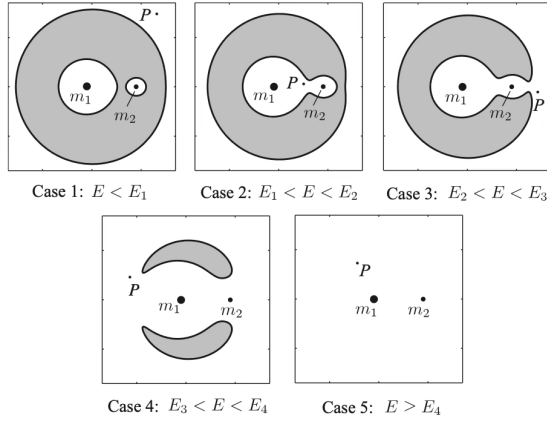 P
m₁
m₂
Case 1: E < E₁
P
m₁
m₂
Case 2: E₁ < E < E₂
m₁
m₂
P
Case 3: E₂ < E < E₃
P
m₁
m₂
Case 4: E₃ < E < E₄
P
m₁
m₂
Case 5: E > E₄